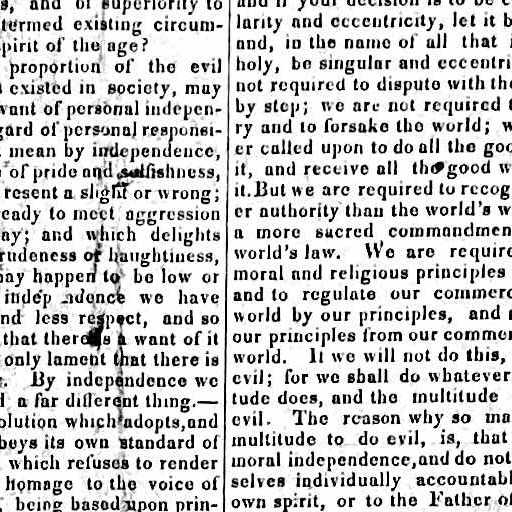 s, and of superiority to
termed existing circum-
pirit of the age?
proportion of the evil
existed in society, may
want of personal indepen-
gard of personal responsi-
mean by independence,
of pride and selfishness,
resent a slight or wrong;
eady to meet aggression
ay; and which delights
rudeness or haughtiness,
may happen to be low or
indep ndence we have
nd less respect, and so
that there is a want of it
only lament that there is
. By independence we
a far different thing.—
olution which adopts, and
beys its own standard of
which refuses to render
homage to the voice of
, being based upon prin-
and if your decision is to be
larity and eccentricity, let it b
and, in the name of all that
holy, be singular and eccentri
not required to dispute with the
by step; we are not required t
ry and to forsake the world; w
er called upon to do all the goo
it, and receive all the good w
it. But we are required to recog
er authority than the world's w
a more sacred commandmen
world's law. We are require
moral and religious principles
and to regulate our commerc
world by our principles, and
our principles from our commer
world. If we will not do this,
evil; for we shall do whatever
tude does, and the multitude
evil. The reason why so ma
multitude to do evil, is, that
moral independence, and do not
selves individually accountabl
own spirit, or to the Father of